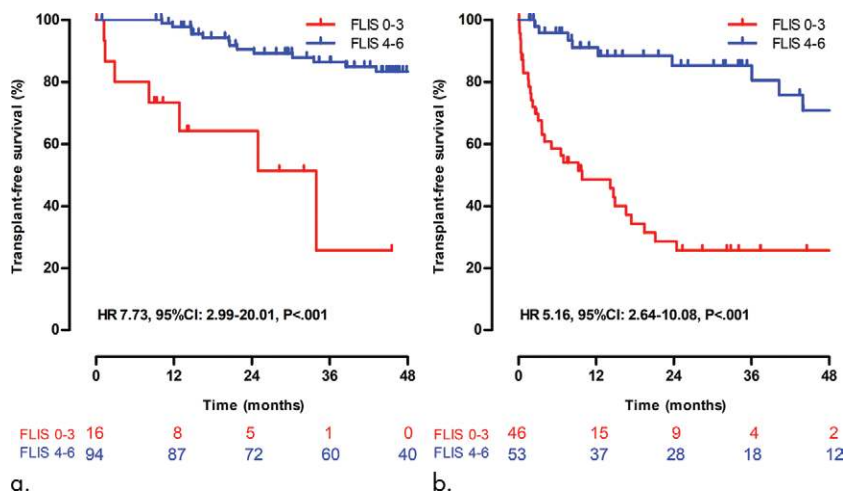 100
80
60
40
20
0
Transplant-free survival (%)
FLIS 0-3
FLIS 4-6
HR 7.73, 95%CI: 2.99-20.01, P<.001
0 12 24 36 48
Time (months)
FLIS 0-3 16 8 5 1 0
FLIS 4-6 94 87 72 60 40
a.
100
80
60
40
20
0
Transplant-free survival (%)
FLIS 0-3
FLIS 4-6
HR 5.16, 95%CI: 2.64-10.08, P<.001
0 12 24 36 48
Time (months)
FLIS 0-3 46 15 9 4 2
FLIS 4-6 53 37 28 18 12
b.